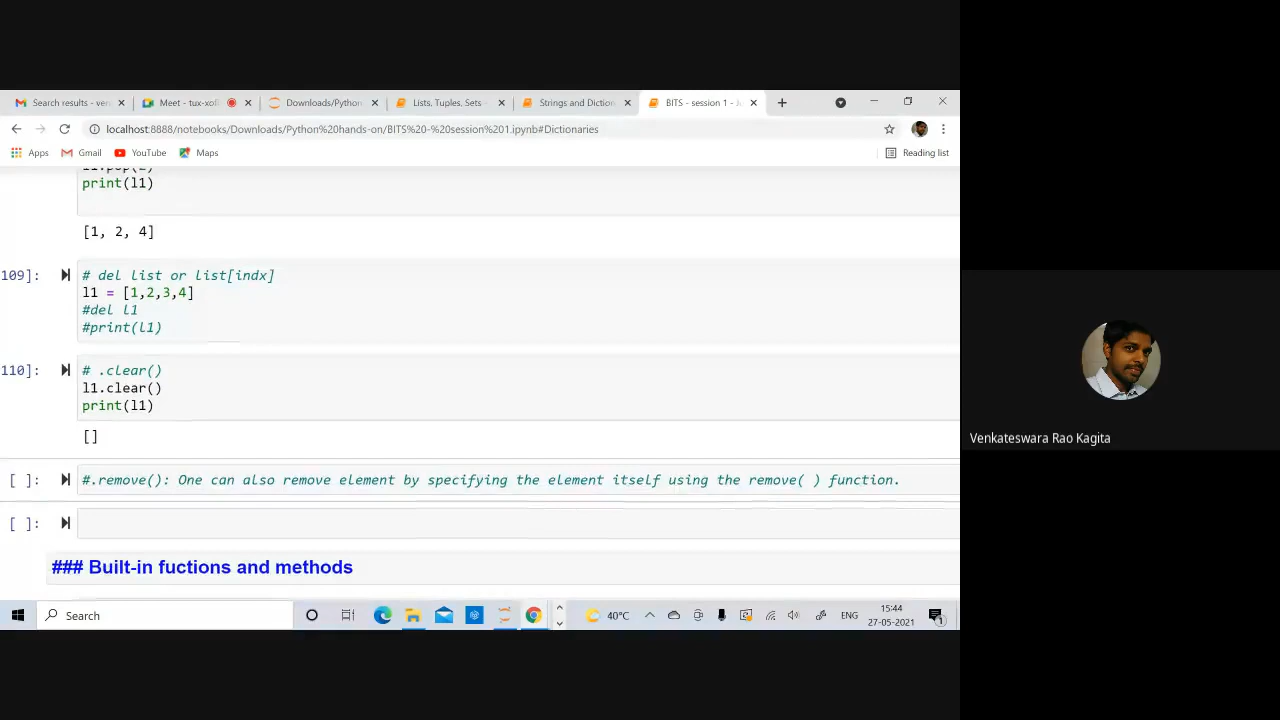 Search results - ven
Meet - tux-xofi
Downloads/Python
Lists, Tuples, Sets -
Strings and Diction
BITS - session 1 - Ju
localhost:8888/notebooks/Downloads/Python%20hands-on/BITS%20-%20session%201.ipynb#Dictionaries
Apps
Gmail
YouTube
Maps
Reading list
print(l1)
[1, 2, 4]
109]:
# del list or list[indx]
l1 = [1,2,3,4]
#del l1
#print(l1)
110]:
# .clear()
l1.clear()
print(l1)
[]
[ ]:
#.remove(): One can also remove element by specifying the element itself using the remove( ) function.
[ ]:
### Built-in fuctions and methods
Venkateswara Rao Kagita
Search
40°C
ENG
15:44
27-05-2021
1